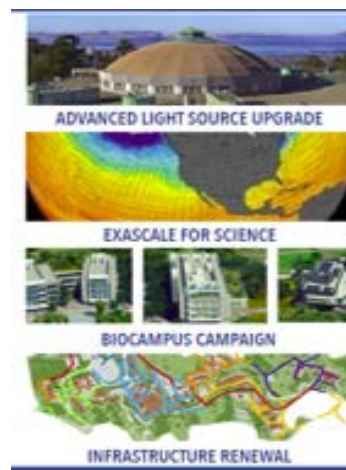 ADVANCED LIGHT SOURCE UPGRADE
EXASCALE FOR SCIENCE
BIOCAMPUS CAMPAIGN
INFRASTRUCTURE RENEWAL